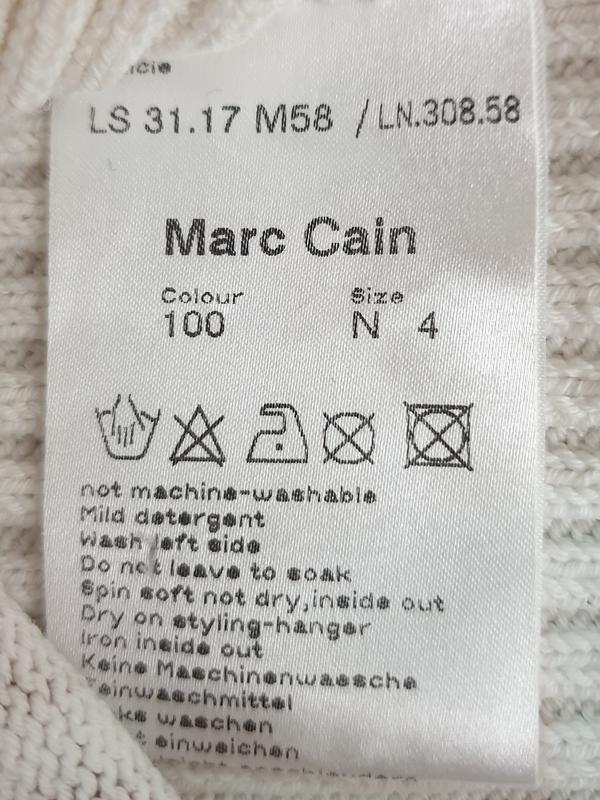 LS 31.17 M58 / LN.308.58
Marc Cain
Colour Size
100 N 4
not machine-washable
Mild detergent
Wash left side
Do not leave to soak
Spin soft not dry,inside out
Dry on styling-hanger
Iron inside out
Keine Maschinenwaesche
einwaschmittel
ks waschen
einweichen